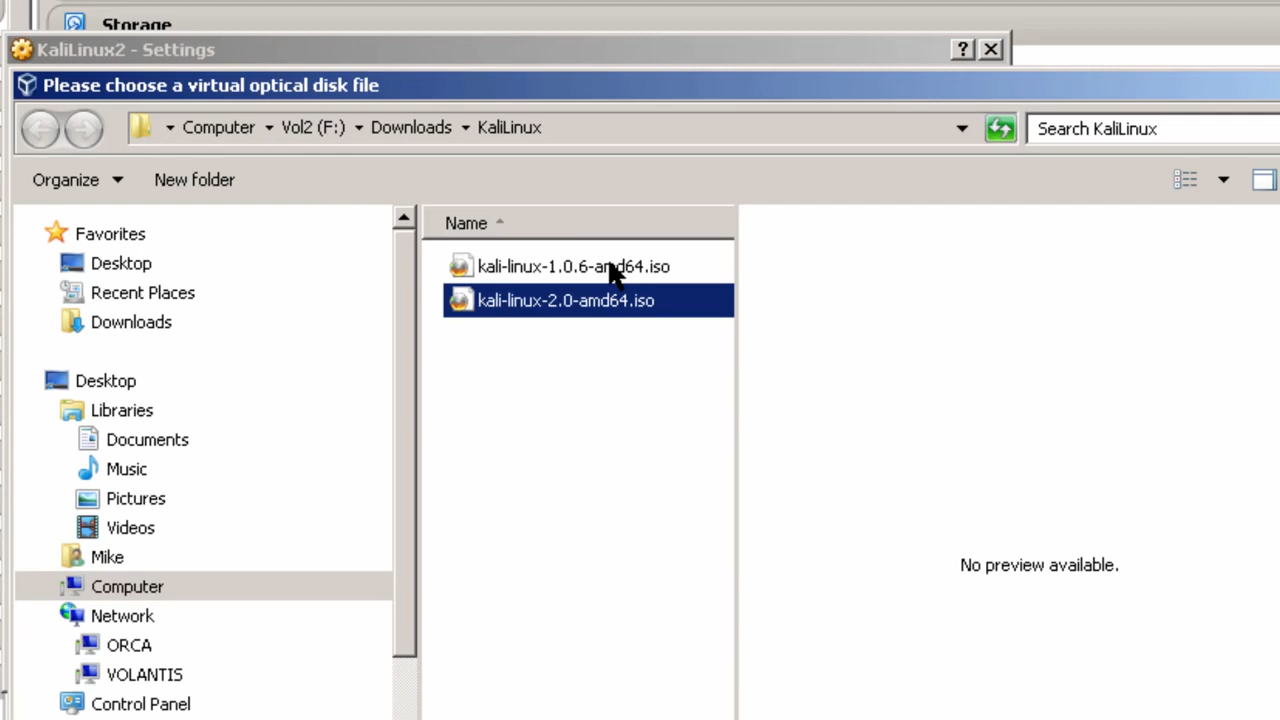 Storage
KaliLinux2 - Settings
?
Please choose a virtual optical disk file
Computer Vol2 (F:) Downloads KaliLinux
Search KaliLinux
Organize New folder
Favorites
Desktop
Recent Places
Downloads
Desktop
Libraries
Documents
Music
Pictures
Videos
Mike
Computer
Network
ORCA
VOLANTIS
Control Panel
Name
kali-linux-1.0.6-amd64.iso
kali-linux-2.0-amd64.iso
No preview available.